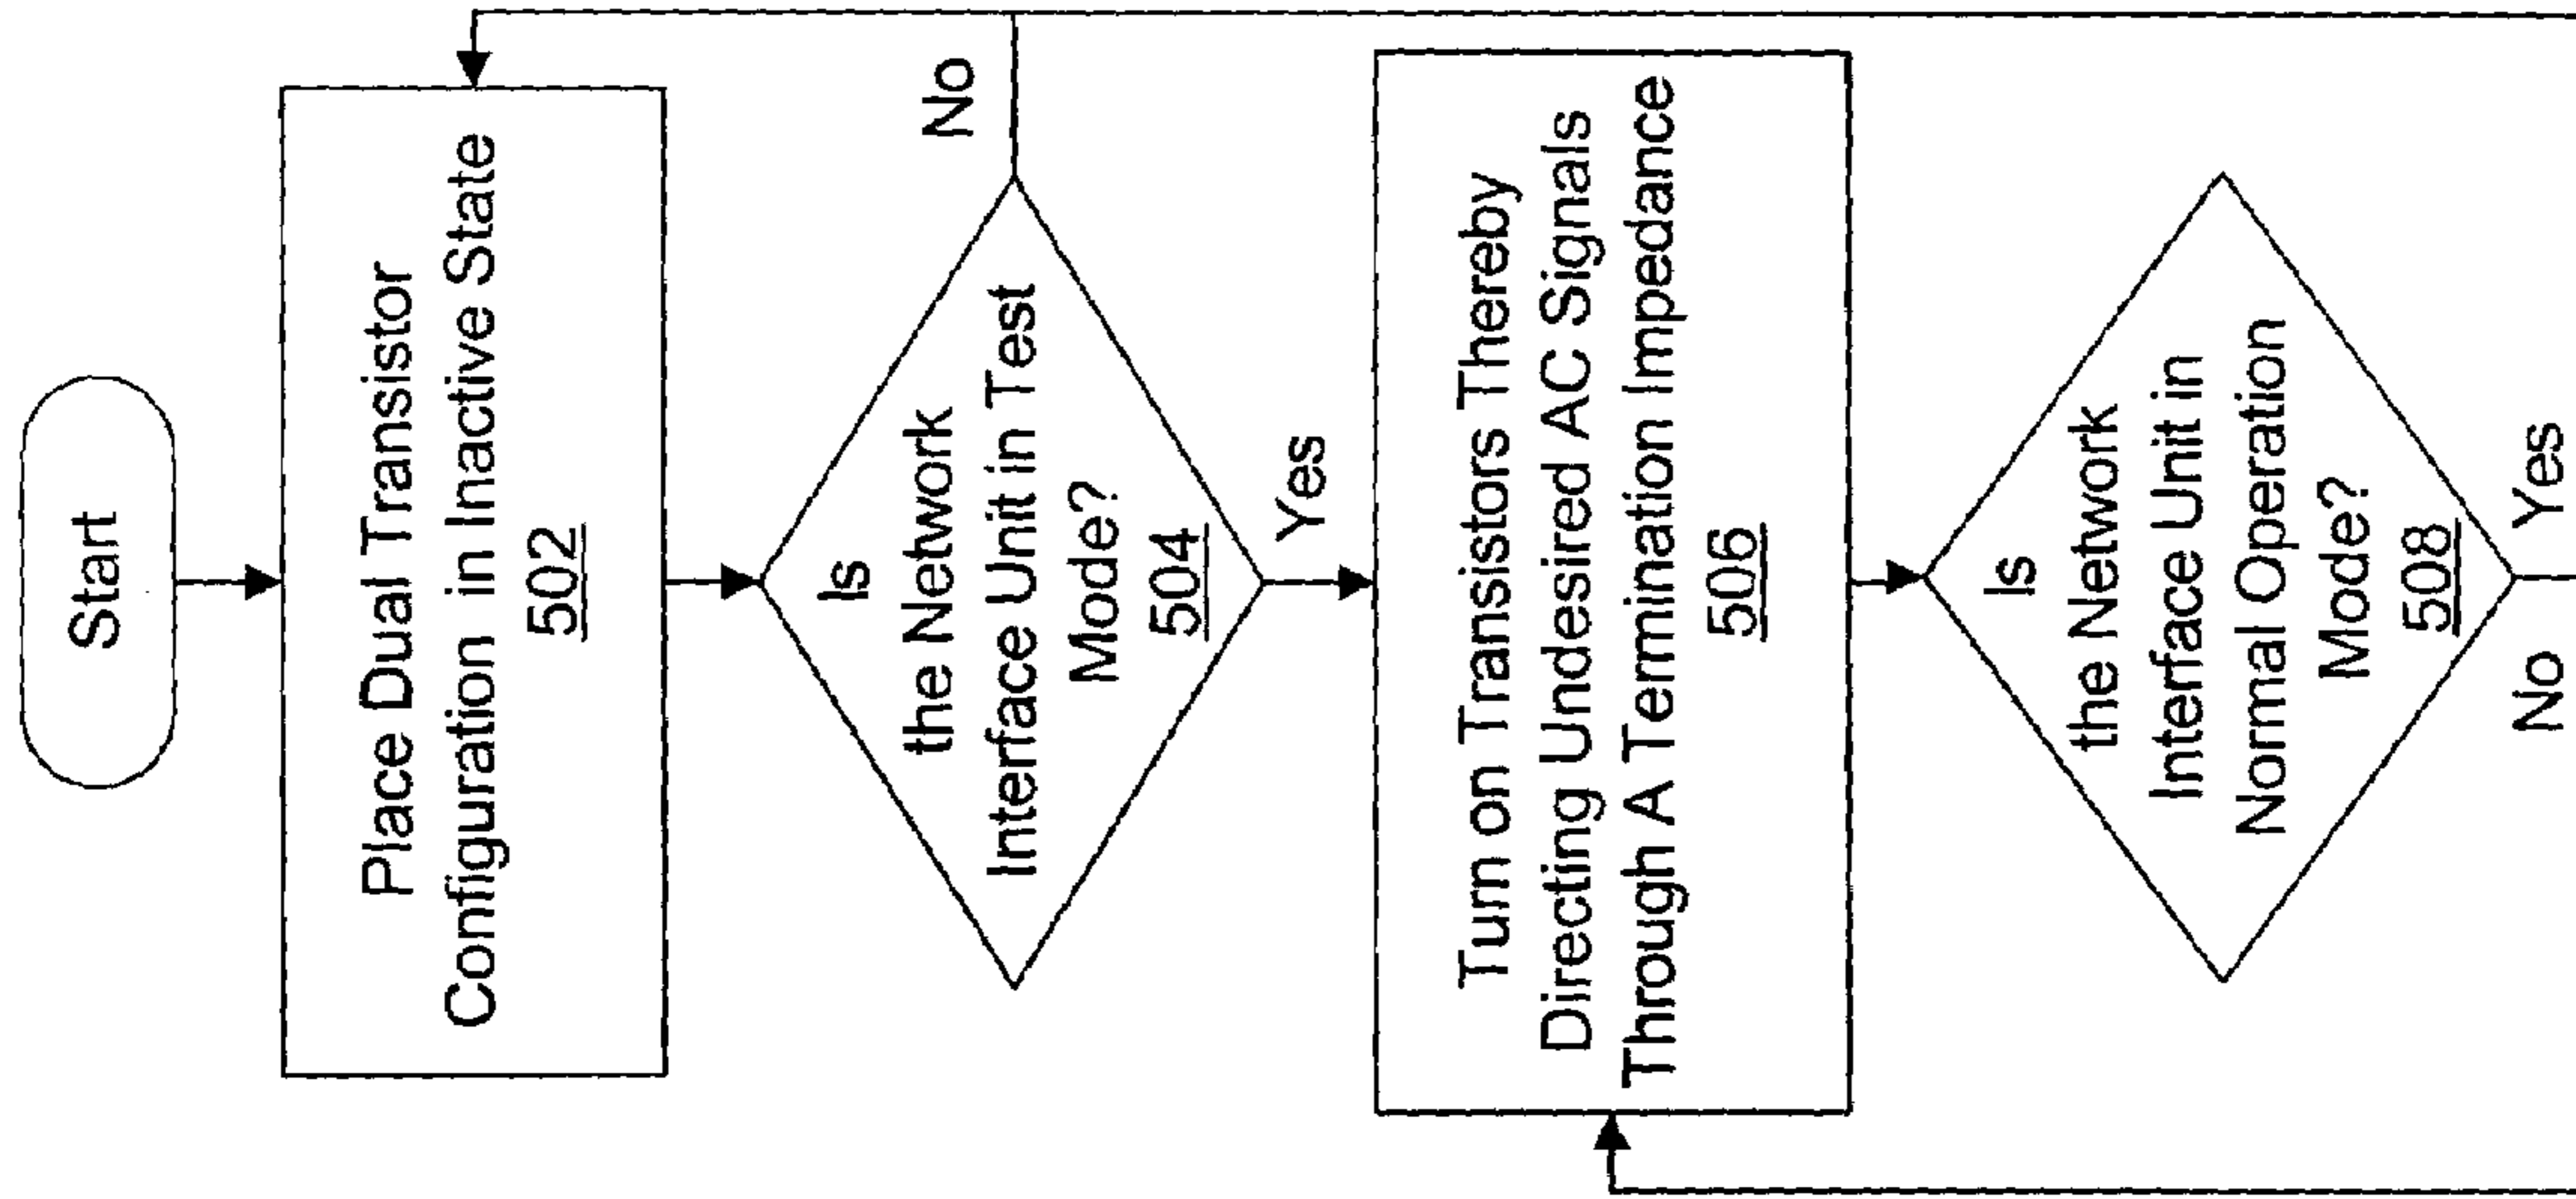 Start
Place Dual Transistor
Configuration in Inactive State
502
Is
the Network
Interface Unit in Test
Mode?
504
No
Yes
Turn on Transistors Thereby
Directing Undesired AC Signals
Through A Termination Impedance
506
Is
the Network
Interface Unit in
Normal Operation
Mode?
508
No
Yes